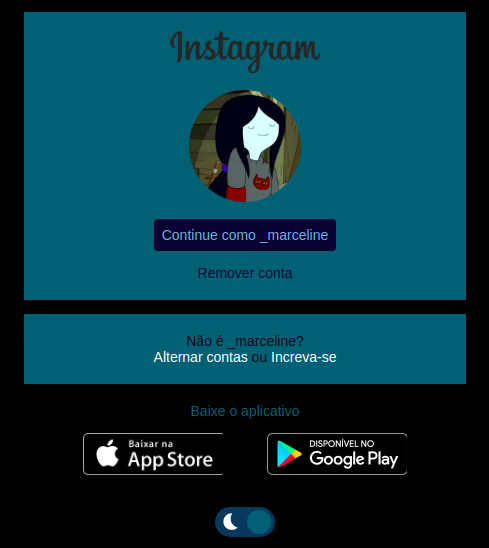 Instagram
Continue como _marceline
Remover conta
Não é _marceline?
Alternar contas ou Increva-se
Baixe o aplicativo
Baixar na
App Store
DISPONÍVEL NO
Google Play